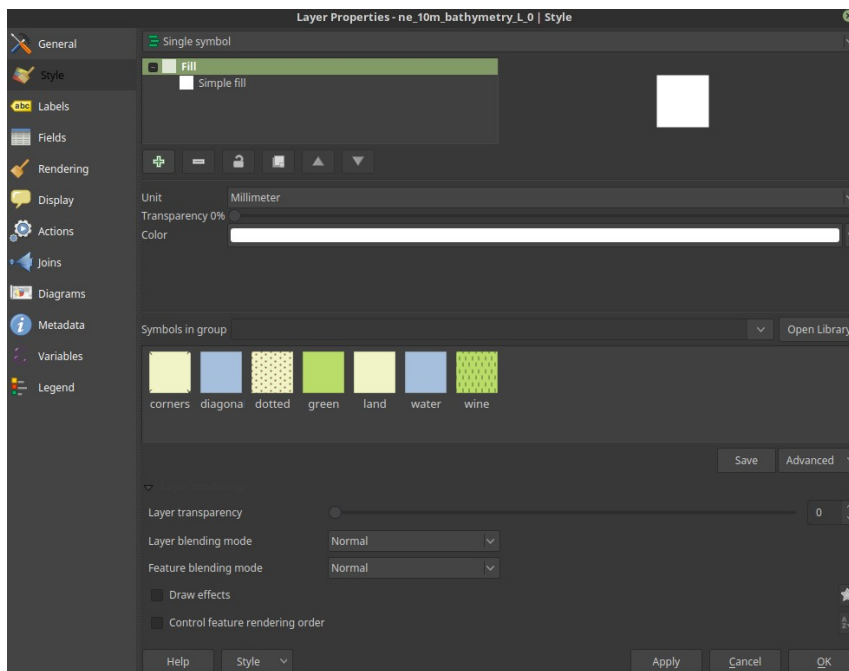 Layer Properties - ne_10m_bathymetry_L_0 | Style
General
Style
abc Labels
Fields
Rendering
Display
Actions
Joins
Diagrams
Metadata
Variables
Legend
Single symbol
Fill
Simple fill
Unit Millimeter
Transparency 0%
Color
Symbols in group Open Library
corners diagona dotted green land water wine
Save Advanced
Layer transparency 0
Layer blending mode Normal
Feature blending mode Normal
Draw effects
Control feature rendering order
Help Style Apply Cancel OK